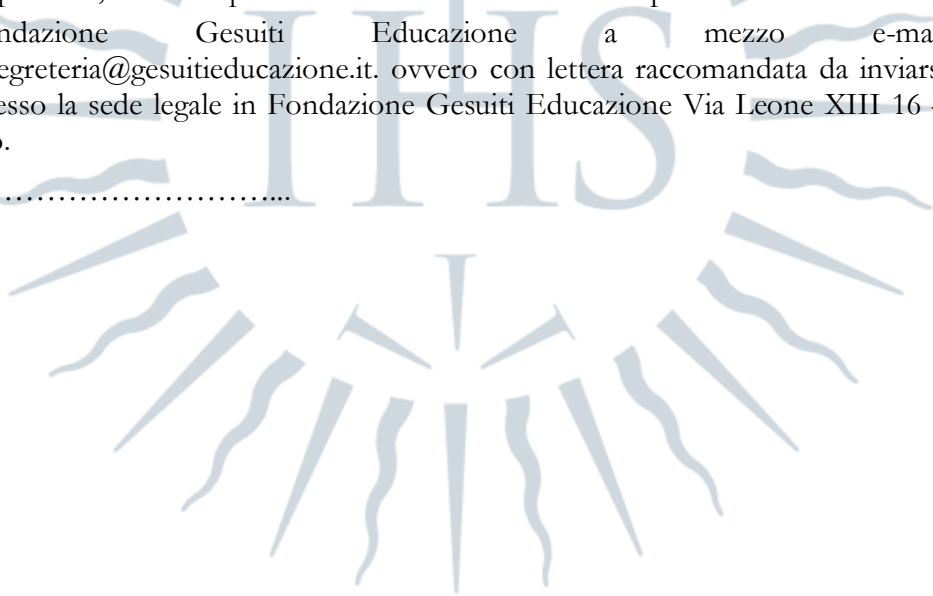 ndazione Gesuiti Educazione a mezzo e-ma
egreteria@gesuitieducazione.it. ovvero con lettera raccomandata da inviars
esso la sede legale in Fondazione Gesuiti Educazione Via Leone XIII 16 -
o.
………………………...
IHS